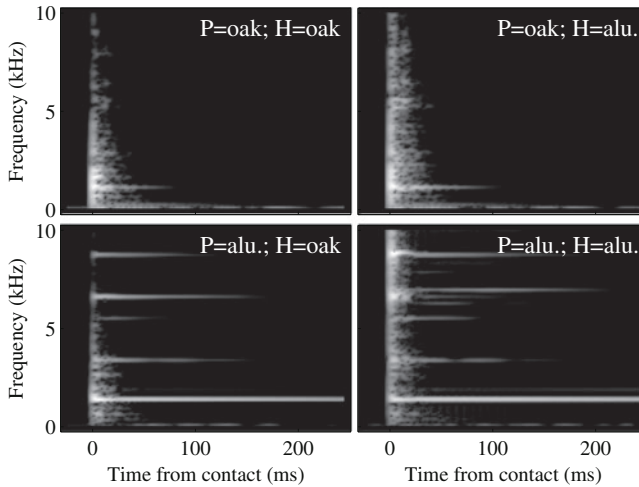 10
P=oak; H=oak
P=oak; H=alu.
Frequency (kHz)
5
0
10
P=alu.; H=oak
P=alu.; H=alu.
Frequency (kHz)
5
0
0
100
200
0
100
200
Time from contact (ms)
Time from contact (ms)